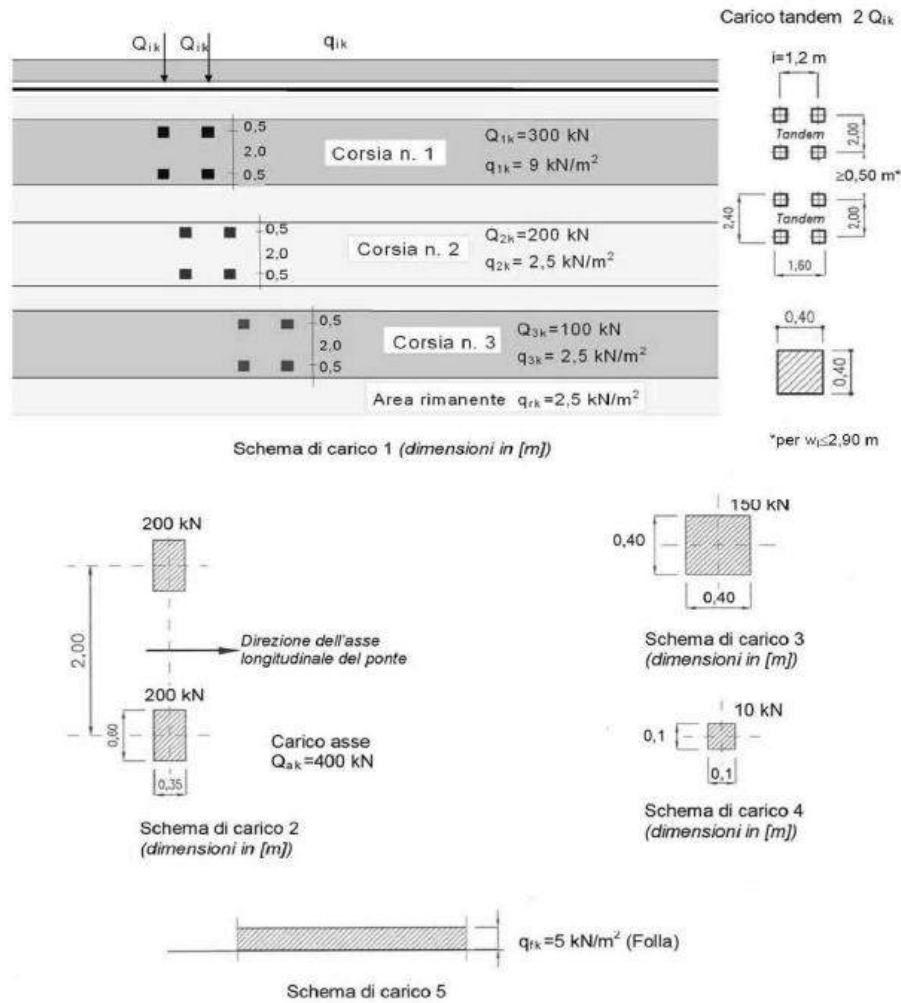 Carico tandem 2 Qik
Qik Qik qik
i=1,2 m
0,5
2,0
0,5
Corsia n. 1
Q1k=300 kN
q1k= 9 kN/m²
Tandem
2,00
≥0,50 m*
Tandem
2,40
2,00
1,60
0,5
2,0
0,5
Corsia n. 2
Q2k=200 kN
q2k= 2,5 kN/m²
0,5
2,0
0,5
Corsia n. 3
Q3k=100 kN
q3k= 2,5 kN/m²
0,40
0,40
Area rimanente qrk=2,5 kN/m²
*per wl≤2,90 m
Schema di carico 1 (dimensioni in [m])
200 kN
2,00
Direzione dell'asse
longitudinale del ponte
200 kN
0,60
0,35
Carico asse
Qak=400 kN
Schema di carico 2
(dimensioni in [m])
150 kN
0,40
0,40
Schema di carico 3
(dimensioni in [m])
10 kN
0,1
0,1
Schema di carico 4
(dimensioni in [m])
qfk=5 kN/m² (Folla)
Schema di carico 5